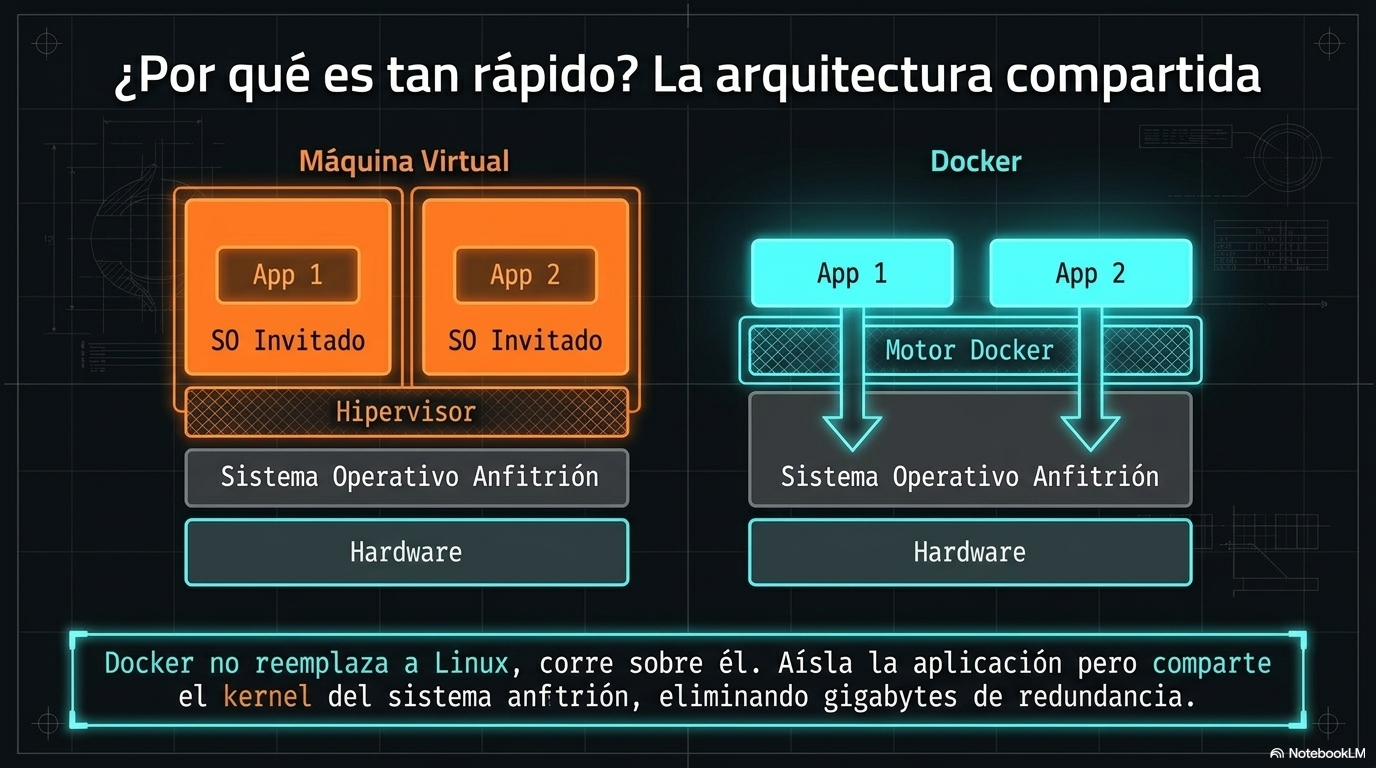 ¿Por qué es tan rápido? La arquitectura compartida
Máquina Virtual
App 1
App 2
SO Invitado
SO Invitado
Hipervisor
Sistema Operativo Anfitrión
Hardware
Docker
App 1
App 2
Motor Docker
Sistema Operativo Anfitrión
Hardware
Docker no reemplaza a Linux, corre sobre él. Aísla la aplicación pero comparte
el kernel del sistema anftrión, eliminando gigabytes de redundancia.
NotebookLM